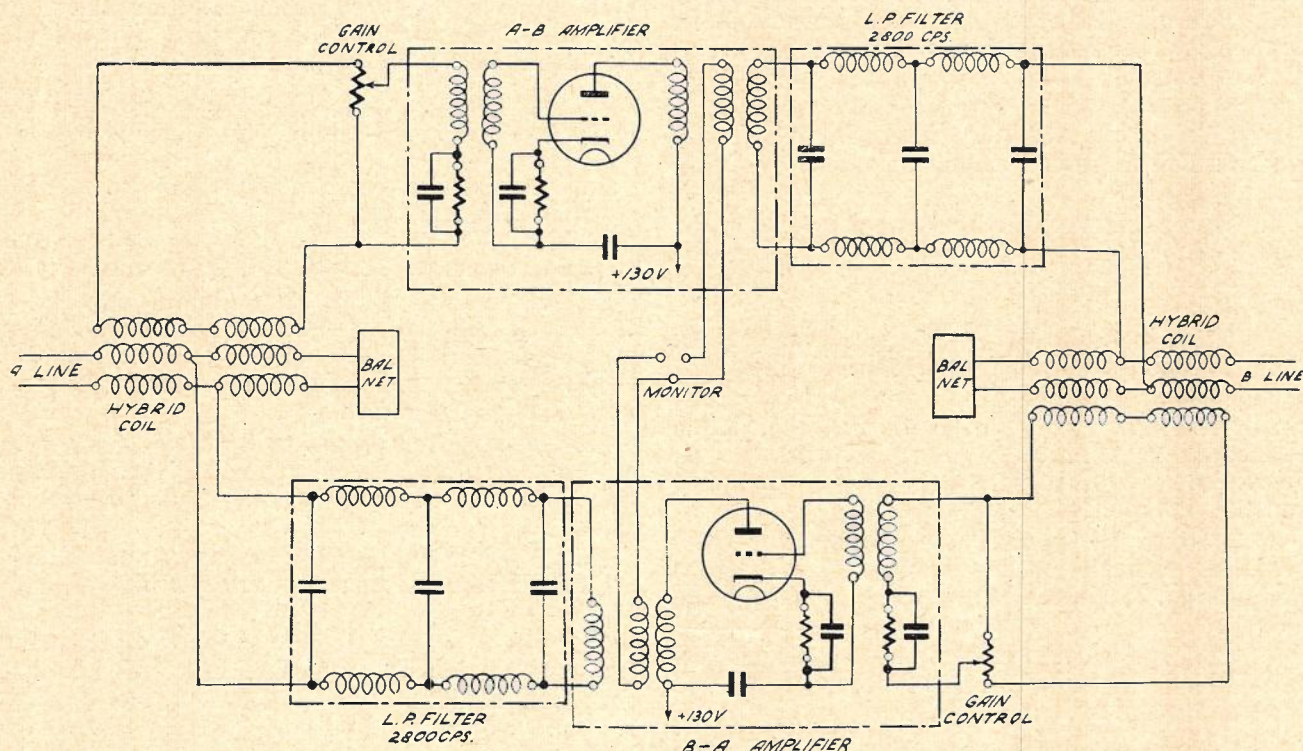 GAIN
CONTROL
A-B AMPLIFIER
L.P. FILTER
2800 CPS.
+130V
A LINE
HYBRID
COIL
BAL
NET
MONITOR
BAL
NET
HYBRID
COIL
B LINE
L.P. FILTER
2800CPS.
+130V
B-A AMPLIFIER
GAIN
CONTROL